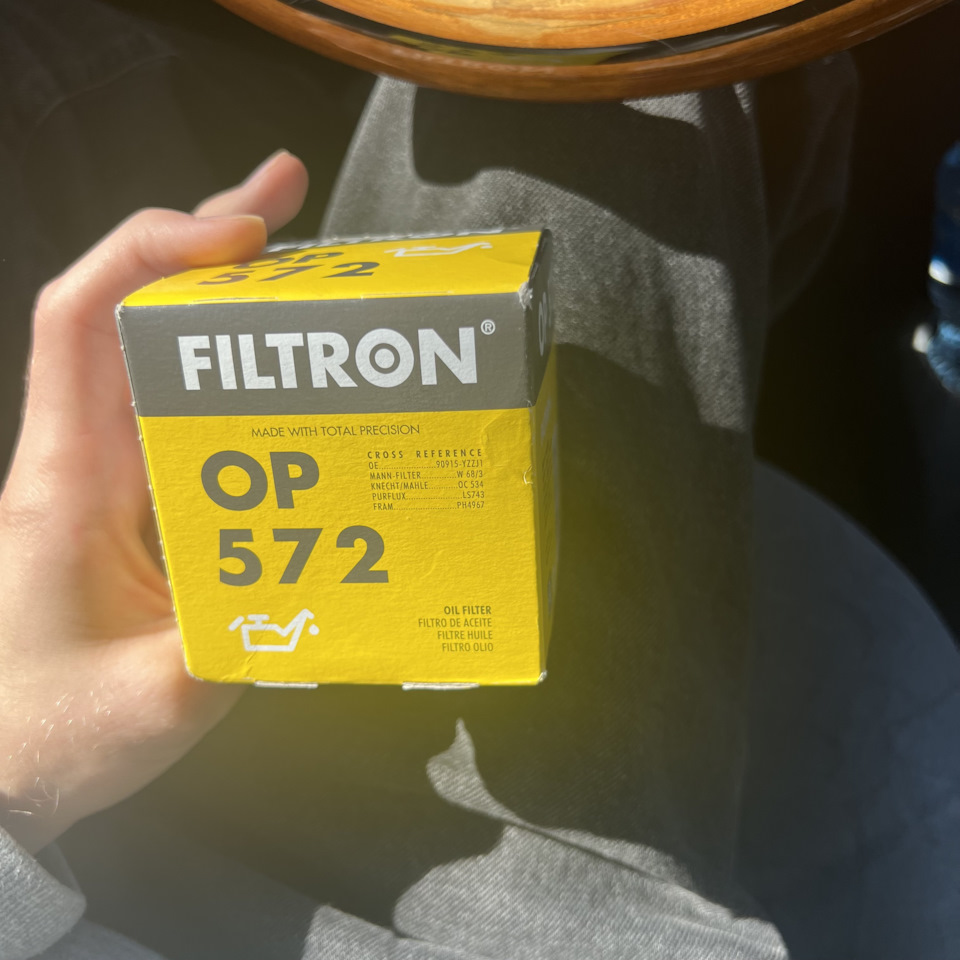 OP
572
FILTRON®
MADE WITH TOTAL PRECISION
OP
572
CROSS REFERENCE
OE....................90915-YZZJ1
MANN-FILTER............W 68/3
KNECHT/MAHLE..........OC 534
PURFLUX........................LS743
FRAM..........................PH4967
OIL FILTER
FILTRO DE ACEITE
FILTRE HUILE
FILTRO OLIO